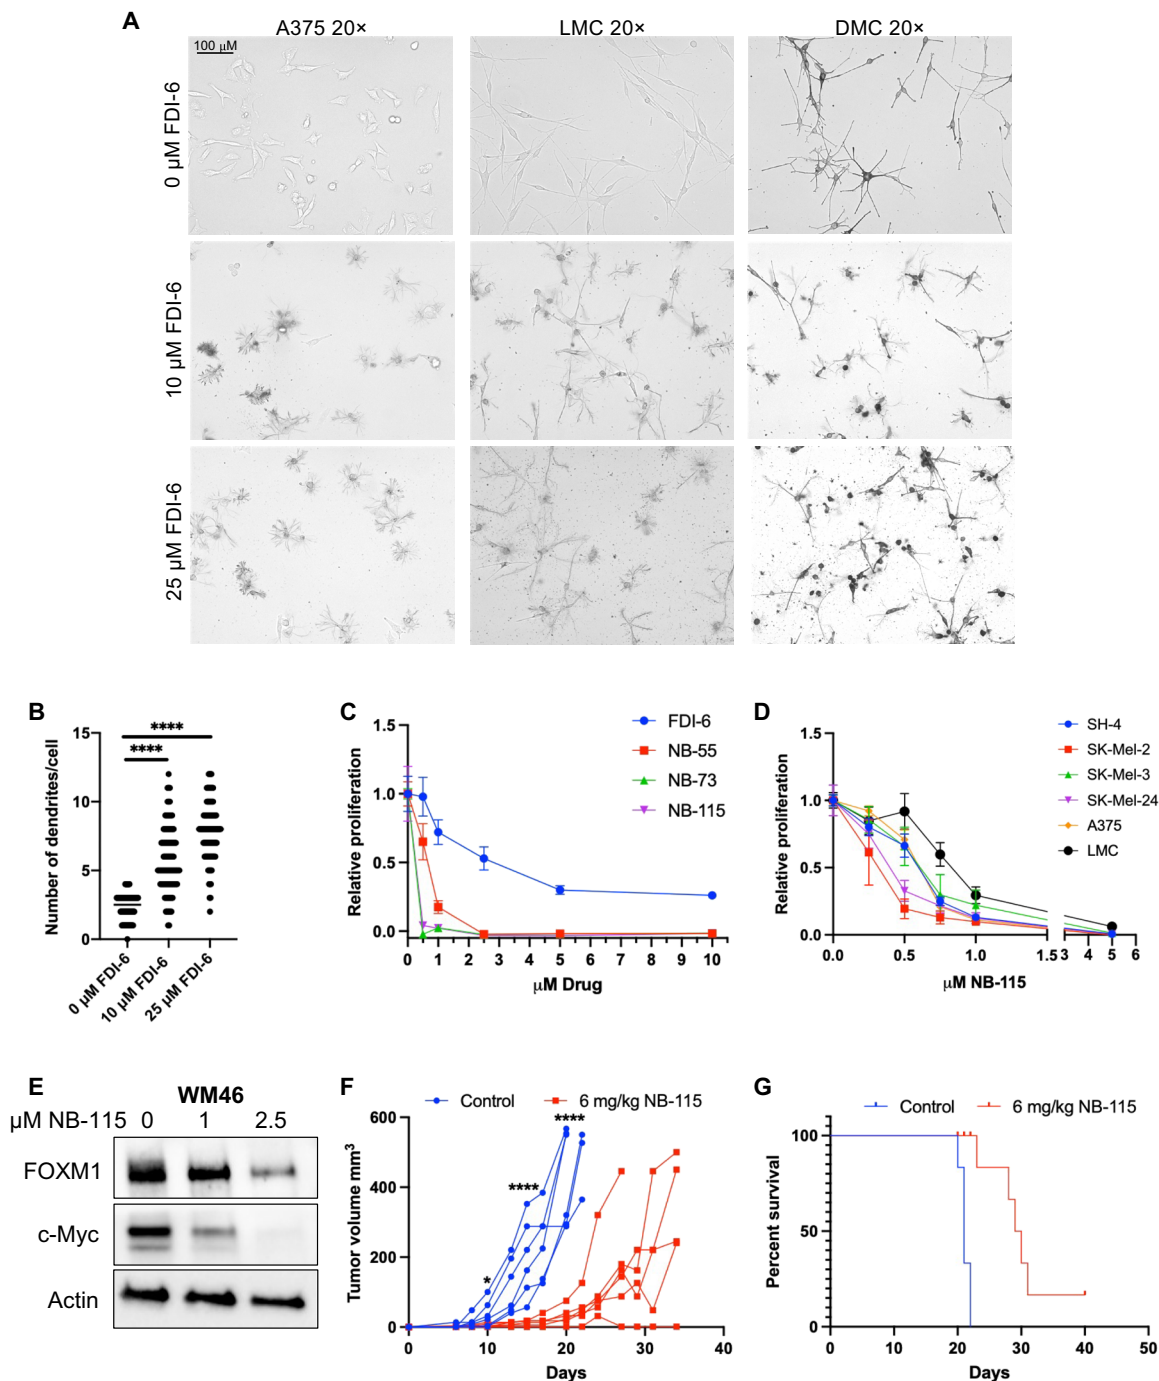 A
A375 20× LMC 20× DMC 20×
100 μM
0 μM FDI-6
10 μM FDI-6
25 μM FDI-6
B
Number of dendrites/cell
15
10
5
0
****
****
0 μM FDI-6
10 μM FDI-6
25 μM FDI-6
C
Relative proliferation
1.5
1.0
0.5
0.0
0 1 2 3 4 5 6 7 8 9 10
μM Drug
FDI-6
NB-55
NB-73
NB-115
D
Relative proliferation
1.5
1.0
0.5
0.0
0.0 0.5 1.0 1.5 3 4 5 6
μM NB-115
SH-4
SK-Mel-2
SK-Mel-3
SK-Mel-24
A375
LMC
E
WM46
μM NB-115 0 1 2.5
FOXM1
c-Myc
Actin
F
Control 6 mg/kg NB-115
Tumor volume mm³
600
400
200
0
*
****
****
0 10 20 30 40
Days
G
Control 6 mg/kg NB-115
Percent survival
100
50
0
0 10 20 30 40 50
Days